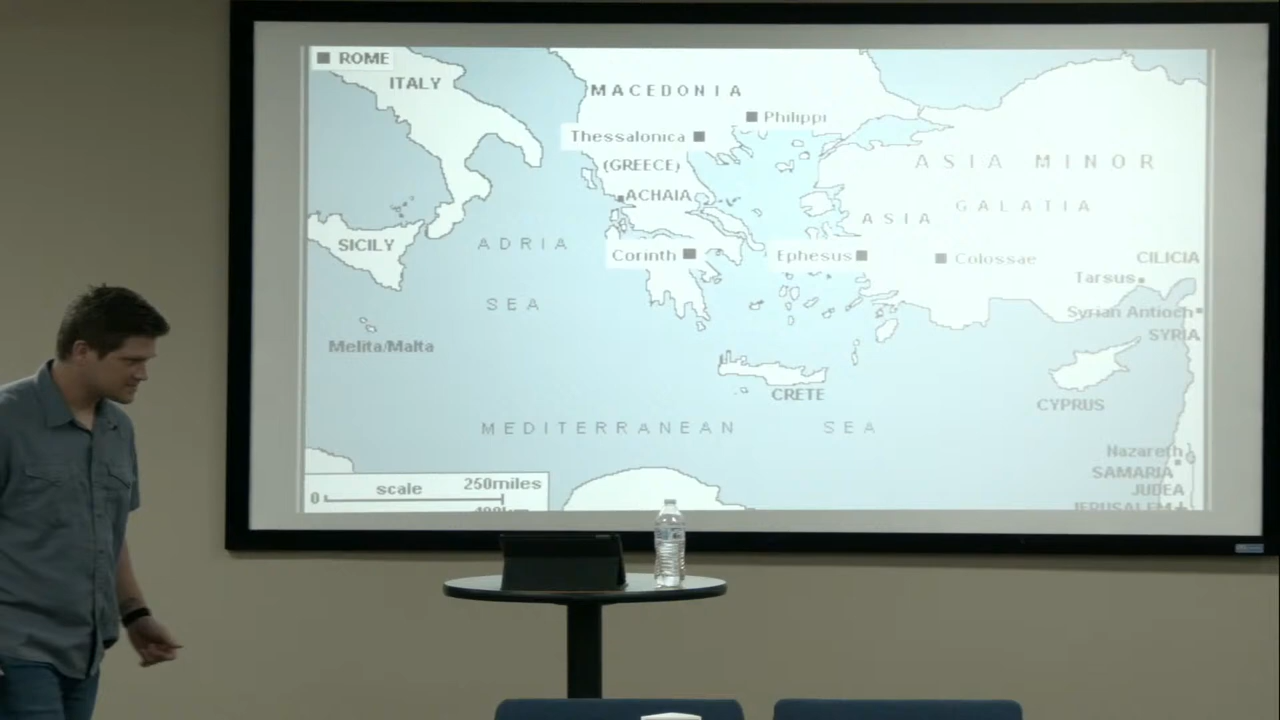 ROME
ITALY
MACEDONIA
Philippi
Thessalonica
(GREECE)
ASIA MINOR
ACHAIA
GALATIA
ASIA
SICILY
ADRIA
Corinth
Ephesus
Colossae
CILICIA
Tarsus
SEA
Syrian Antioch
SYRIA
Melita/Malta
CRETE
CYPRUS
MEDITERRANEAN SEA
Nazareth
SAMARIA
JUDEA
JERUSALEM
scale 250miles
0